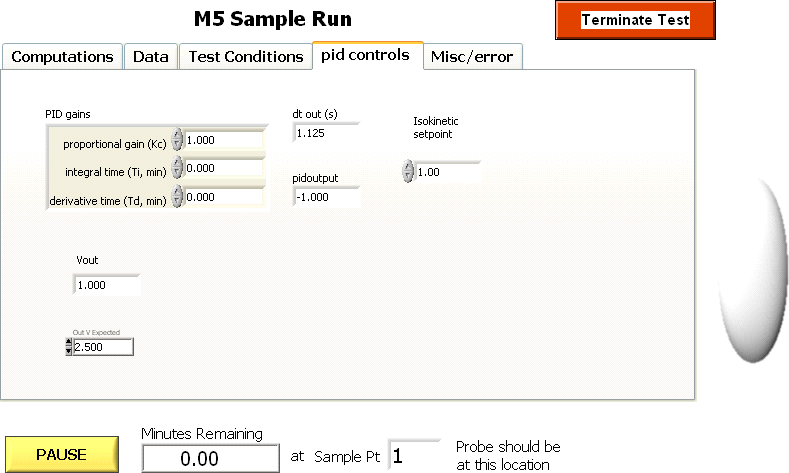 M5 Sample Run
Terminate Test
Computations
Data
Test Conditions
pid controls
Misc/error
PID gains
proportional gain (Kc)
1.000
integral time (Ti, min)
0.000
derivative time (Td, min)
0.000
dt out (s)
1.125
pidoutput
-1.000
Isokinetic
setpoint
1.00
Vout
1.000
Out V Expected
2.500
PAUSE
Minutes Remaining
0.00
at Sample Pt
1
Probe should be
at this location